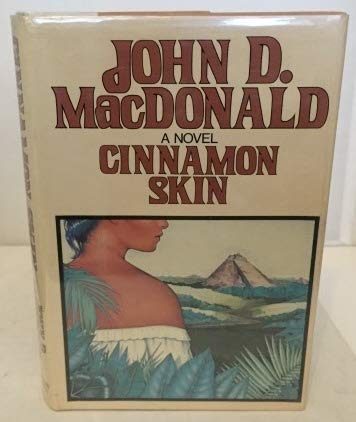 JOHN D.
MACDONALD
A NOVEL
CINNAMON
SKIN